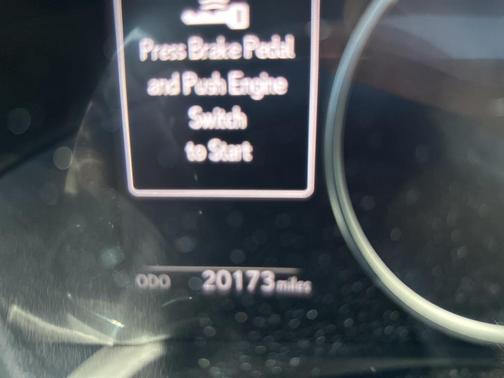 Press Brake Pedal
and Push Engine
Switch
to Start
ODO 20173 miles